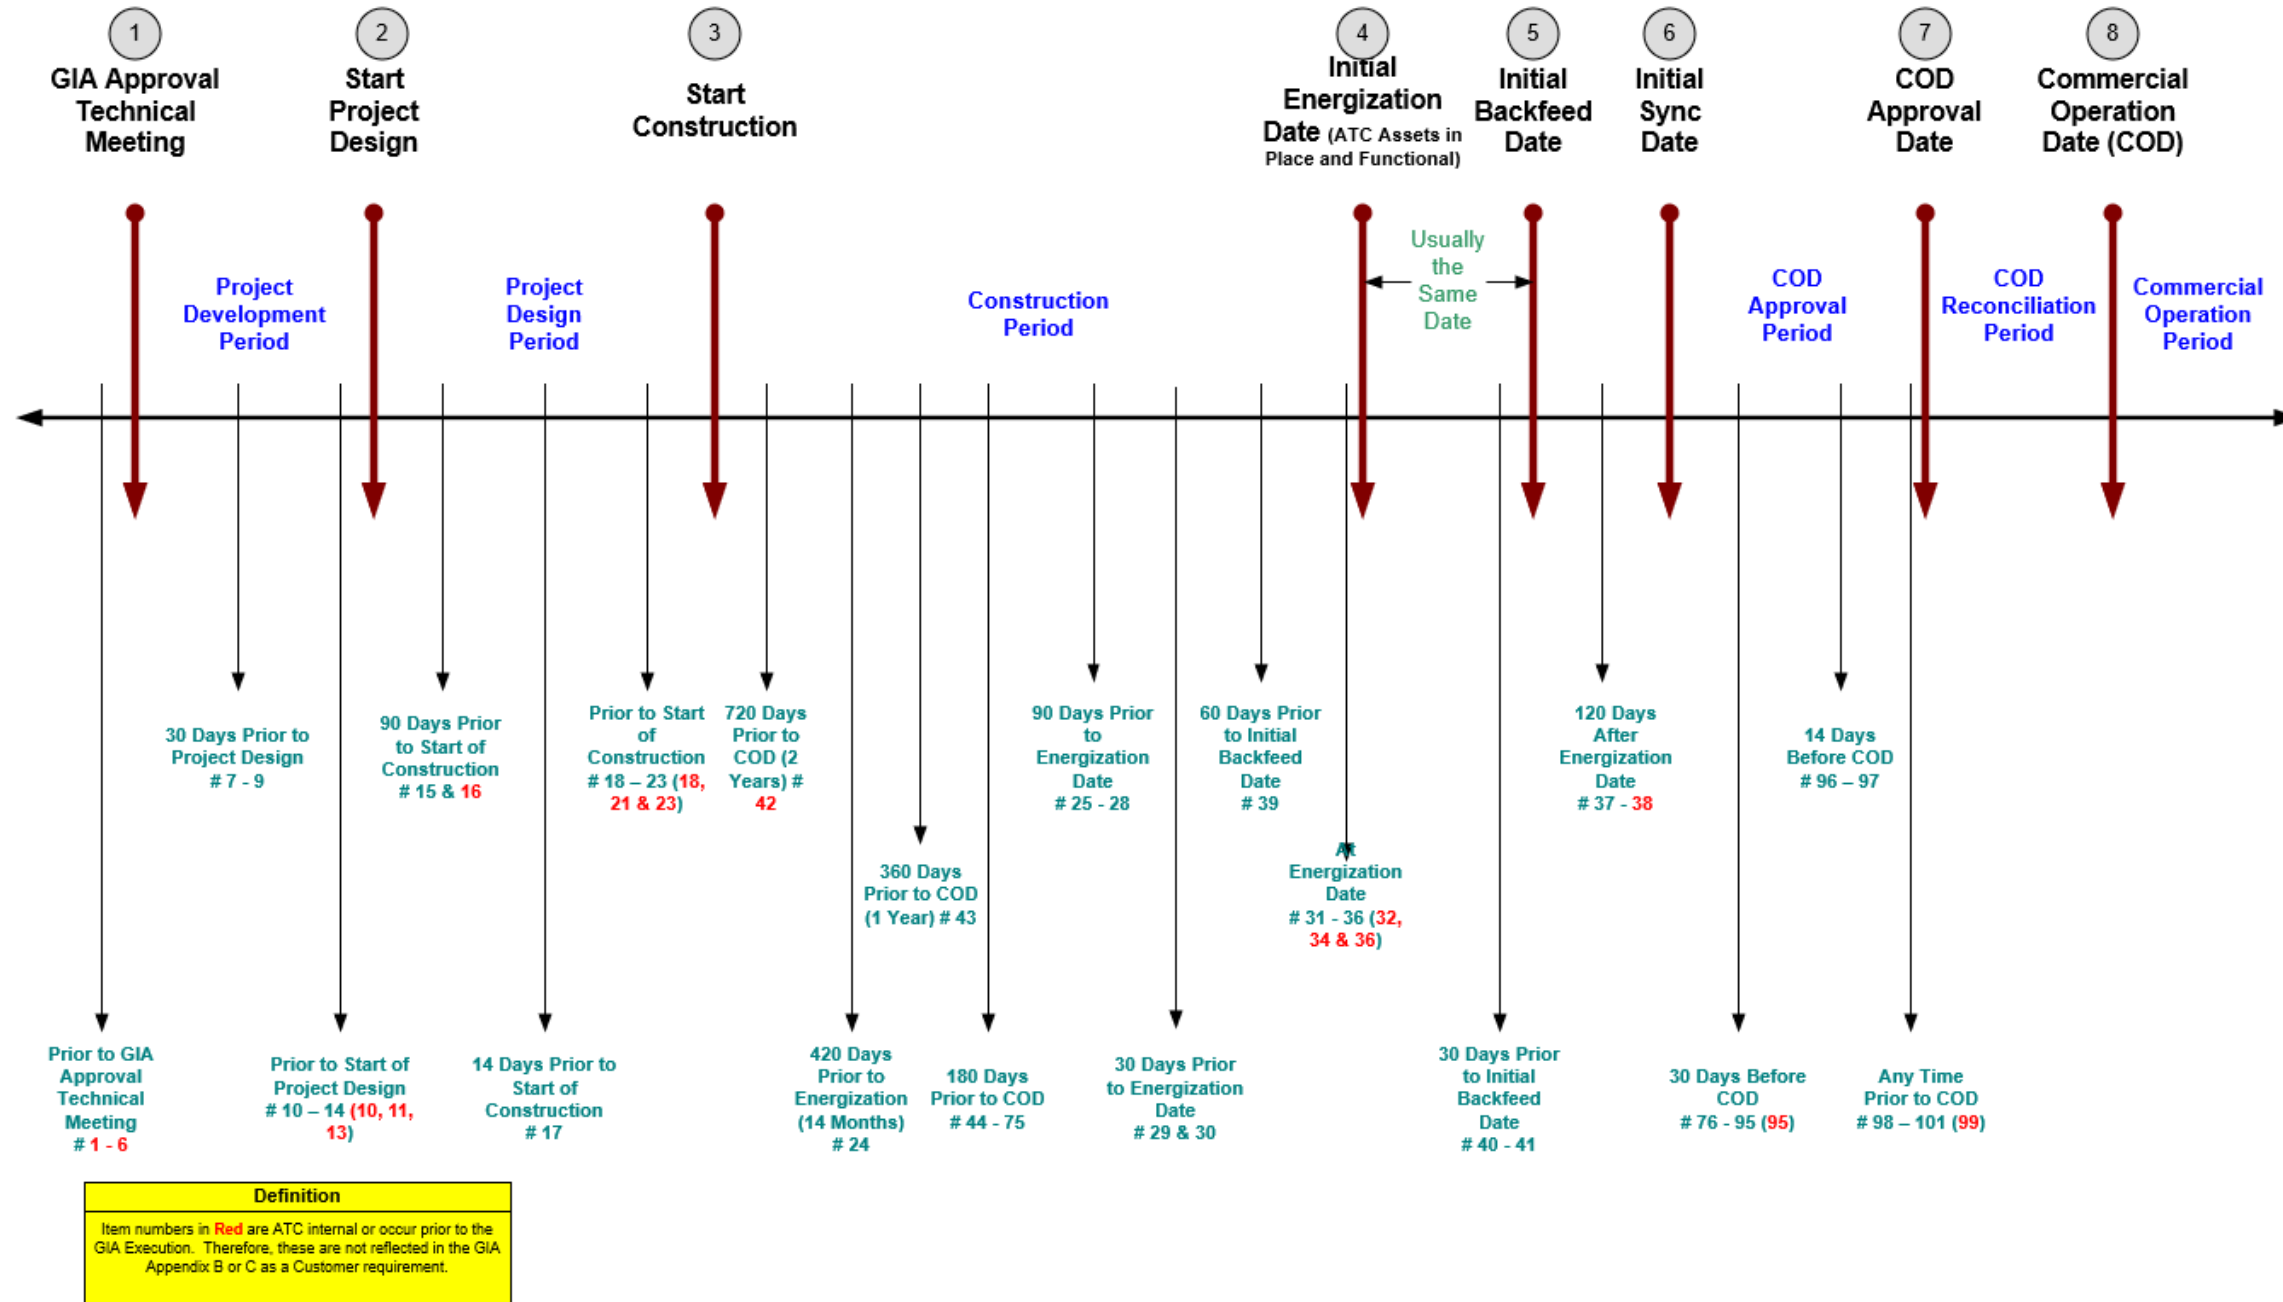 1
GIA Approval
Technical
Meeting
2
Start
Project
Design
3
Start
Construction
4
Initial
Energization
Date (ATC Assets in
Place and Functional)
5
Initial
Backfeed
Date
6
Initial
Sync
Date
7
COD
Approval
Date
8
Commercial
Operation
Date (COD)
Project
Development
Period
Project
Design
Period
Construction
Period
Usually
the
Same
Date
COD
Approval
Period
COD
Reconciliation
Period
Commercial
Operation
Period
30 Days Prior to
Project Design
# 7 - 9
90 Days Prior
to Start of
Construction
# 15 & 16
Prior to Start
of
Construction
# 18 – 23 (18,
21 & 23)
720 Days
Prior to
COD (2
Years) #
42
90 Days Prior
to
Energization
Date
# 25 - 28
60 Days Prior
to Initial
Backfeed
Date
# 39
120 Days
After
Energization
Date
# 37 - 38
14 Days
Before COD
# 96 – 97
360 Days
Prior to COD
(1 Year) # 43
At
Energization
Date
# 31 - 36 (32,
34 & 36)
Prior to GIA
Approval
Technical
Meeting
# 1 - 6
Prior to Start of
Project Design
# 10 – 14 (10, 11,
13)
14 Days Prior to
Start of
Construction
# 17
420 Days
Prior to
Energization
(14 Months)
# 24
180 Days
Prior to COD
# 44 - 75
30 Days Prior
to Energization
Date
# 29 & 30
30 Days Prior
to Initial
Backfeed
Date
# 40 - 41
30 Days Before
COD
# 76 - 95 (95)
Any Time
Prior to COD
# 98 – 101 (99)
Definition
Item numbers in Red are ATC internal or occur prior to the
GIA Execution.  Therefore, these are not reflected in the GIA
Appendix B or C as a Customer requirement.